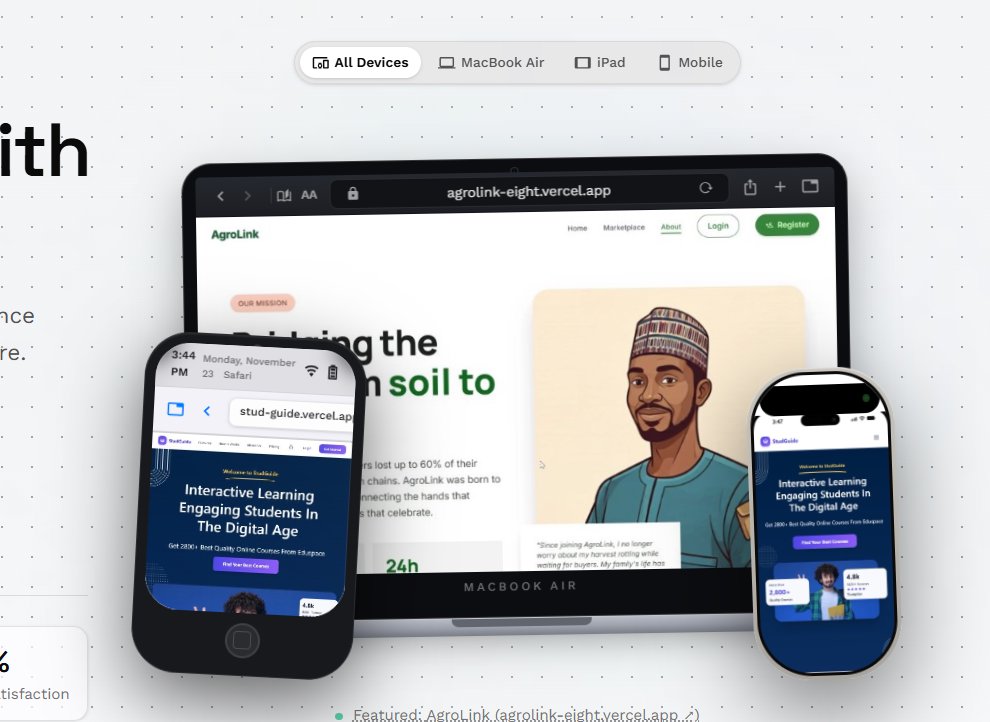 All Devices MacBook Air iPad Mobile
ith
agrolink-eight.vercel.app
AA
AgroLink
Home Marketplace About Login Register
OUR MISSION
the
soil to
nce
re.
3:44 PM
Monday, November 23 Safari
stud-guide.vercel.app
StudGuide
Welcome to StudGuide
Interactive Learning
Engaging Students In
The Digital Age
Get 2800+ Best Quality Online Courses From Eduspace
Find Your Best Courses
4.8k
ers lost up to 60% of their
chains. AgroLink was born to
nnecting the hands that
s that celebrate.
24h
"Since joining AgroLink, I no longer
worry about my harvest rotting while
waiting for buyers. My family's life has
MACBOOK AIR
3:47
StudGuide
Welcome to StudGuide
Interactive Learning
Engaging Students In
The Digital Age
Get 2800+ Best Quality Online Courses From Eduspace
Find Your Best Courses
2,800+
4.8k
%
tisfaction
Featured: AgroLink (agrolink-eight.vercel.app ↗)